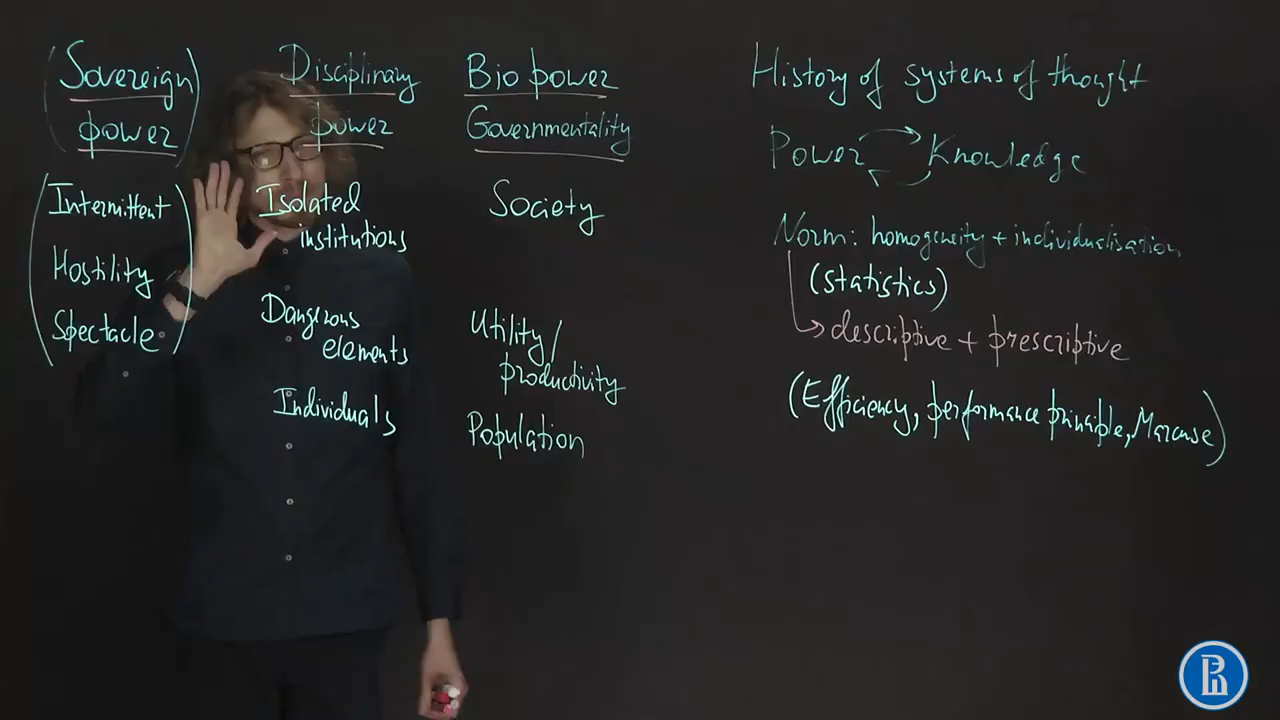 (Sovereign
power)
(Intermittent
Hostility
Spectacle)
Disciplinary
power
Isolated
institutions
Dangerous
elements
Individuals
Bio power
Governmentality
Society
Utility/
productivity
Population
History of systems of thought
Power Knowledge
Norm: homogeneity + individualisation
(statistics)
descriptive + prescriptive
(Efficiency, performance principle, Marcuse)